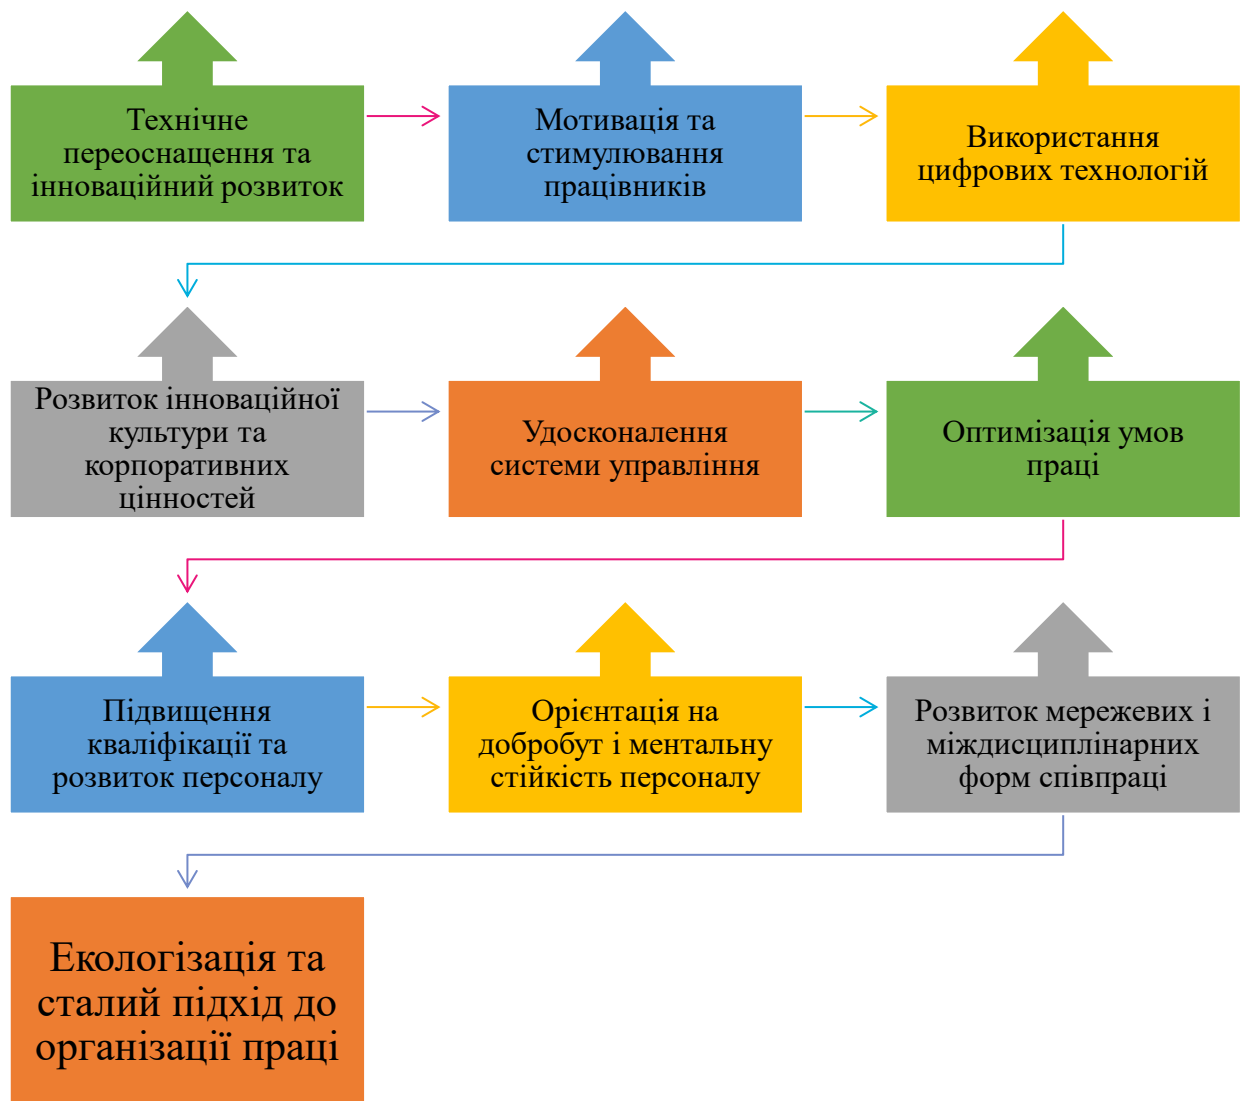 Технічне
переоснащення та
інноваційний розвиток
Мотивація та
стимулювання
працівників
Використання
цифрових технологій
Розвиток інноваційної
культури та
корпоративних
цінностей
Удосконалення
системи управління
Оптимізація умов
праці
Підвищення
кваліфікації та
розвиток персоналу
Орієнтація на
добробут і ментальну
стійкість персоналу
Розвиток мережевих і
міждисциплінарних
форм співпраці
Екологізація та
сталий підхід до
організації праці